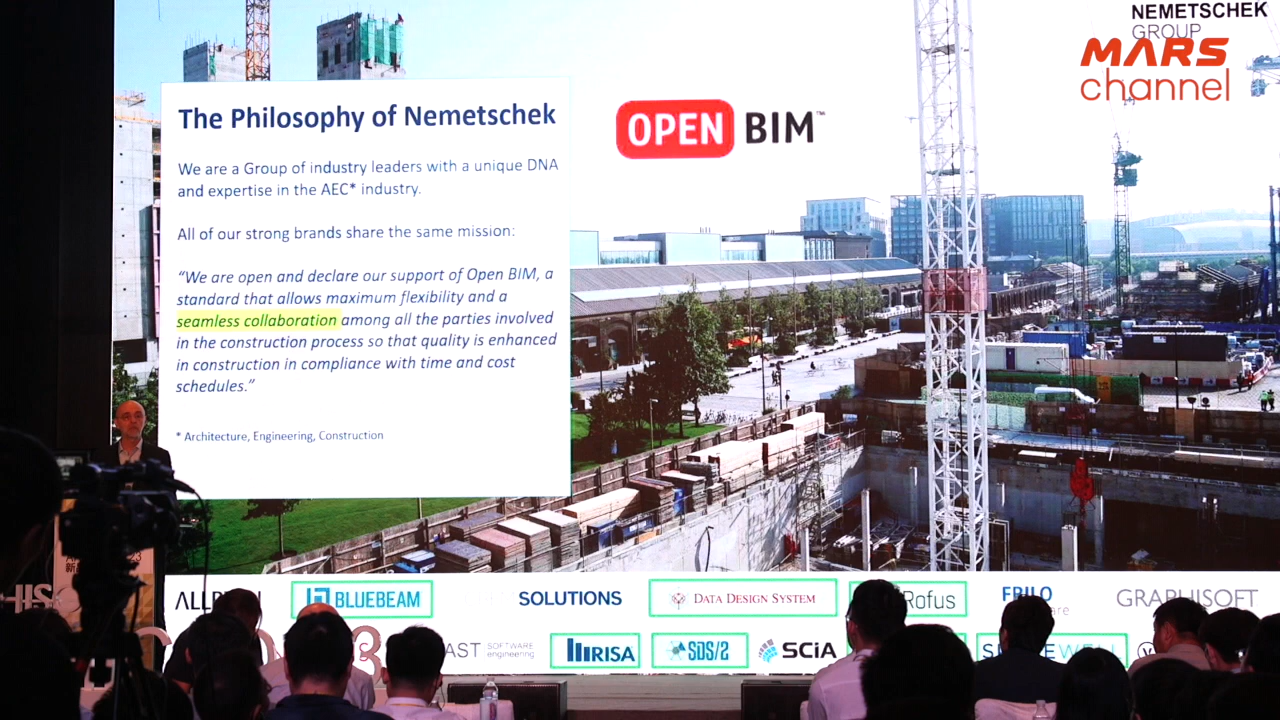 NEMETSCHEK
GROUP
MARS
channel
The Philosophy of Nemetschek
OPEN BIM™
We are a Group of industry leaders with a unique DNA
and expertise in the AEC* industry.
All of our strong brands share the same mission:
“We are open and declare our support of Open BIM, a
standard that allows maximum flexibility and a
seamless collaboration among all the parties involved
in the construction process so that quality is enhanced
in construction in compliance with time and cost
schedules.”
* Architecture, Engineering, Construction
BLUEBEAM
SOLUTIONS
DATA DESIGN SYSTEM
dRofus
FRILO
GRAPHISOFT
SOFTWARE
engineering
RISA
SDS/2
SCiA